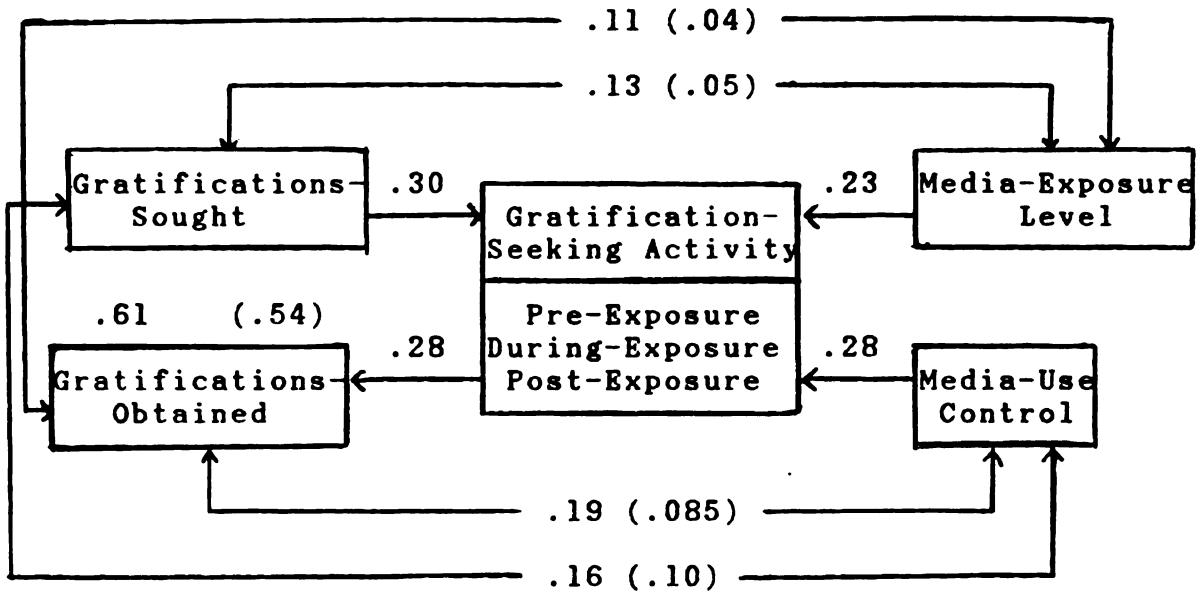 .11 (.04)
.13 (.05)
Gratifications-
Sought
.30
Gratification-
Seeking Activity
.23
Media-Exposure
Level
.61 (.54)
Gratifications-
Obtained
.28
Pre-Exposure
During-Exposure
Post-Exposure
.28
Media-Use
Control
.19 (.085)
.16 (.10)